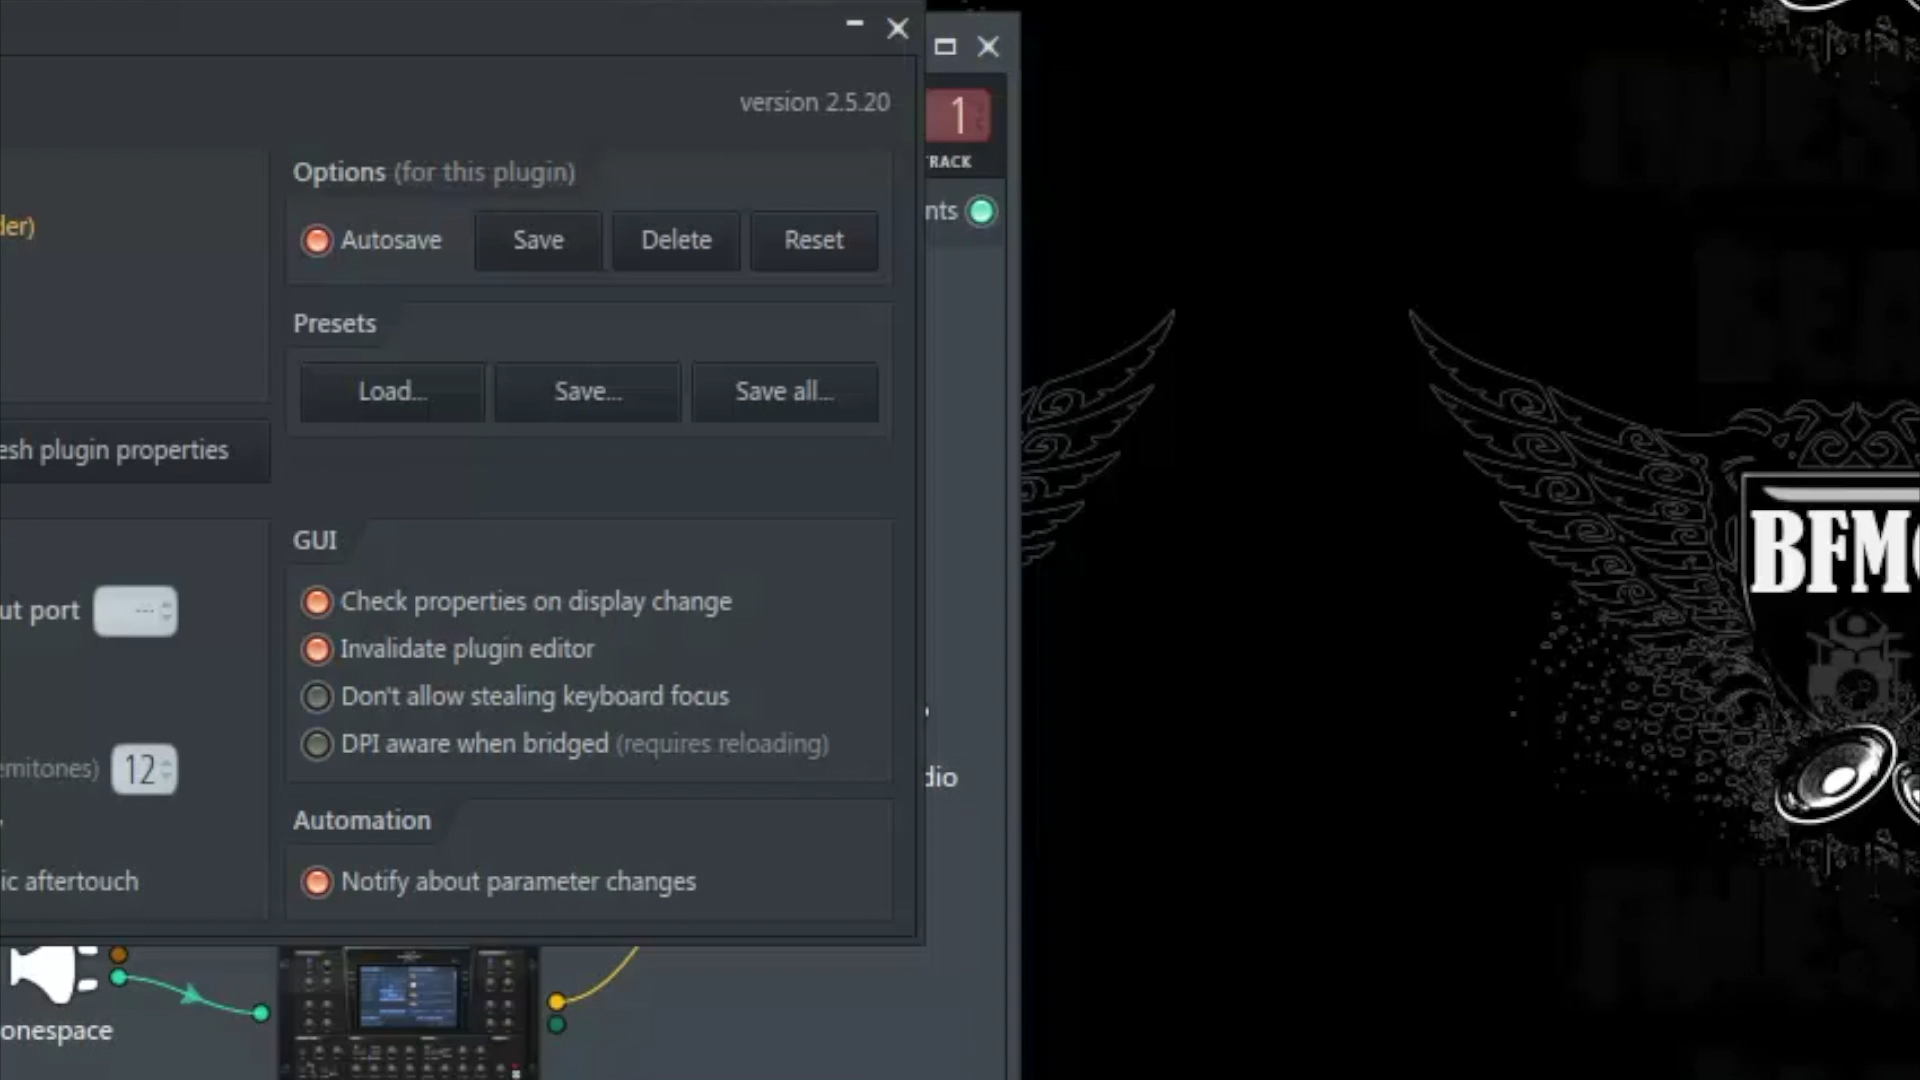 version 2.5.20
1
RACK
Options (for this plugin)
nts
der)
Autosave
Save
Delete
Reset
Presets
Load...
Save...
Save all...
esh plugin properties
BFM
GUI
Check properties on display change
ut port
---
Invalidate plugin editor
Don't allow stealing keyboard focus
DPI aware when bridged (requires reloading)
emitones)
12
dio
Automation
ic aftertouch
Notify about parameter changes
onespace